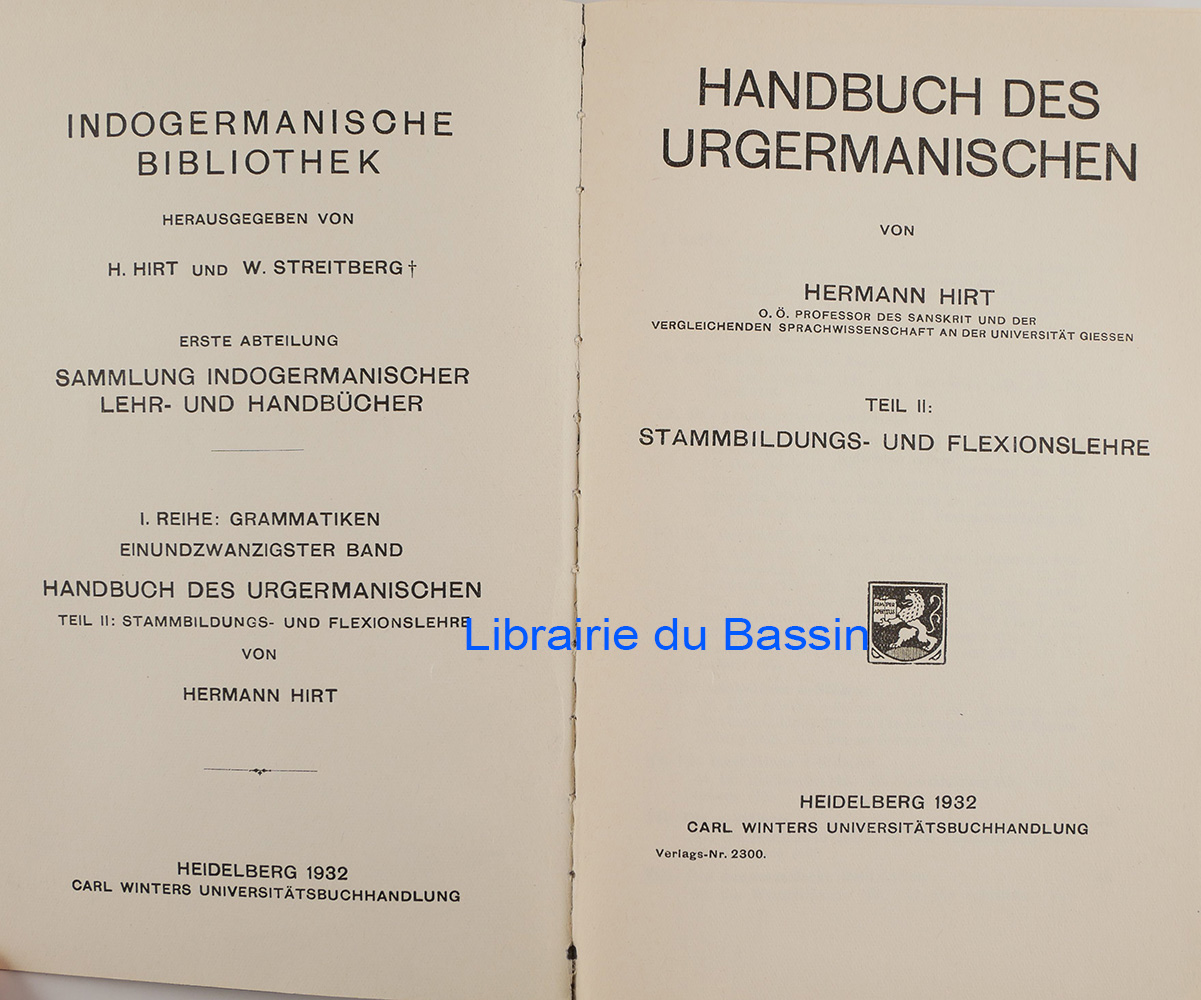 INDOGERMANISCHE
BIBLIOTHEK
HERAUSGEGEBEN VON
H. HIRT UND W. STREITBERG †
ERSTE ABTEILUNG
SAMMLUNG INDOGERMANISCHER
LEHR- UND HANDBÜCHER
I. REIHE: GRAMMATIKEN
EINUNDZWANZIGSTER BAND
HANDBUCH DES URGERMANISCHEN
TEIL II: STAMMBILDUNGS- UND FLEXIONSLEHRE
VON
HERMANN HIRT
HEIDELBERG 1932
CARL WINTERS UNIVERSITÄTSBUCHHANDLUNG
HANDBUCH DES
URGERMANISCHEN
VON
HERMANN HIRT
O. Ö. PROFESSOR DES SANSKRIT UND DER
VERGLEICHENDEN SPRACHWISSENSCHAFT AN DER UNIVERSITÄT GIESSEN
TEIL II:
STAMMBILDUNGS- UND FLEXIONSLEHRE
SEMPER
APERTUS
HEIDELBERG 1932
CARL WINTERS UNIVERSITÄTSBUCHHANDLUNG
Verlags-Nr. 2300.
Librairie du Bassin